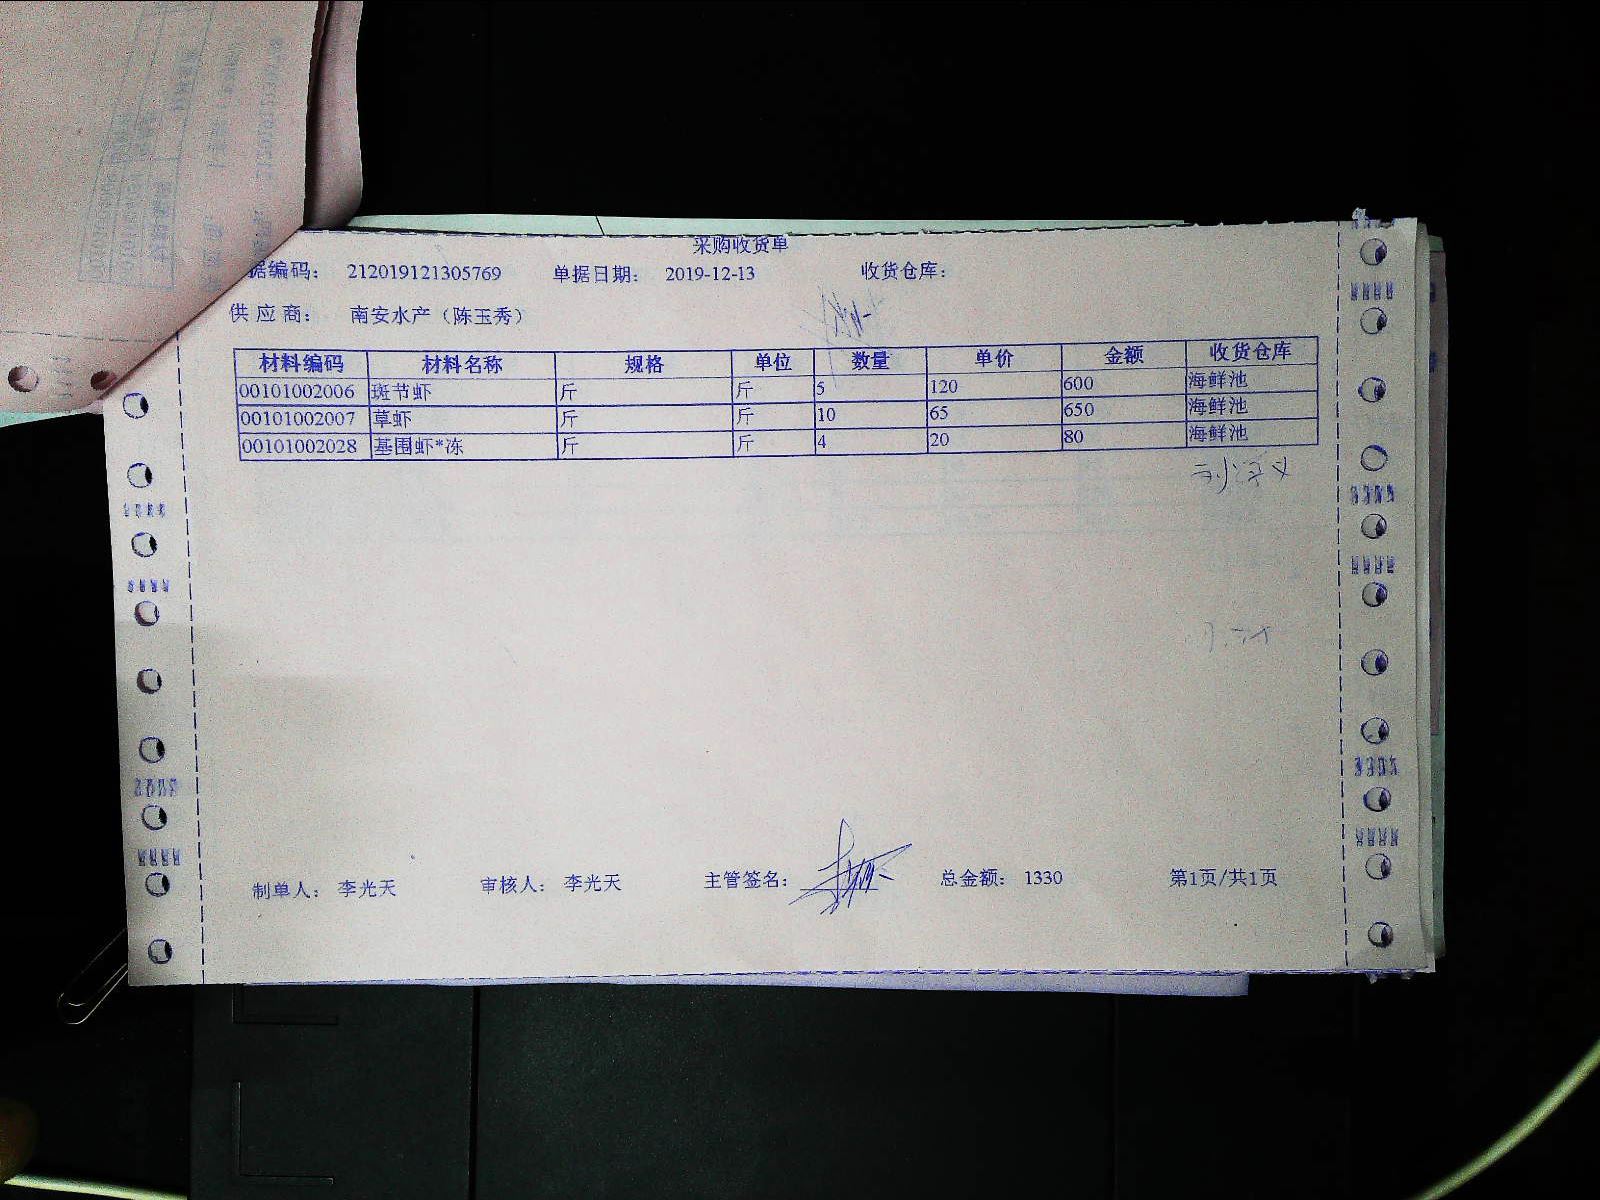 采购收货单
据编码： 212019121305769 单据日期： 2019-12-13 收货仓库：
供应商： 南安水产（陈玉秀）
材料编码 材料名称 规格 单位 数量 单价 金额 收货仓库
00101002006 斑节虾 斤 斤 5 120 600 海鲜池
00101002007 草虾 斤 斤 10 65 650 海鲜池
00101002028 基围虾*冻 斤 斤 4 20 80 海鲜池
制单人： 李光天 审核人： 李光天 主管签名： 总金额： 1330 第1页/共1页